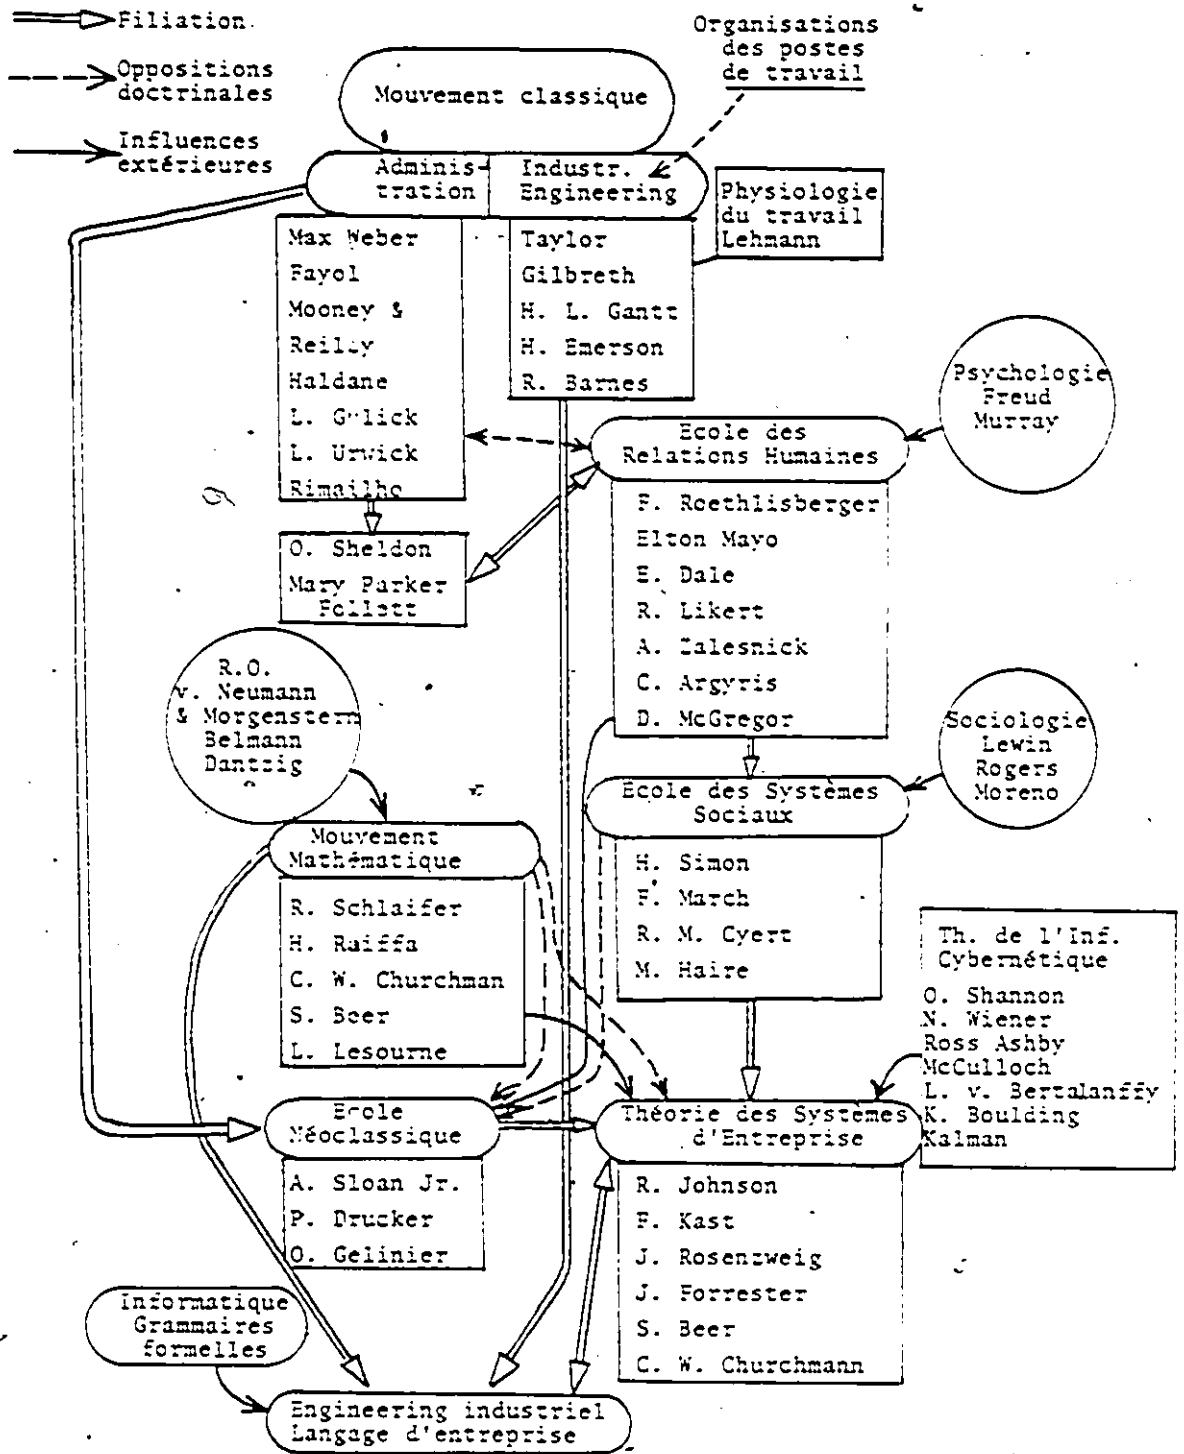 Filiation
Oppositions
doctrinales
Influences
extérieures
Organisations
des postes
de travail
Mouvement classique
Adminis-
tration
Industr.
Engineering
Physiologie
du travail
Lehmann
Max Weber
Fayol
Mooney &
Reilly
Haldane
L. Gulick
L. Urwick
Rimailho
Taylor
Gilbreth
H. L. Gantt
H. Emerson
R. Barnes
Psychologie
Freud
Murray
Ecole des
Relations Humaines
F. Roethlisberger
Elton Mayo
E. Dale
R. Likert
A. Zalesnick
C. Argyris
D. McGregor
O. Sheldon
Mary Parker
Follett
R.O.
v. Neumann
& Morgenstern
Belmann
Dantzig
Sociologie
Lewin
Rogers
Moreno
Ecole des Systèmes
Sociaux
H. Simon
F. March
R. M. Cyert
M. Haire
Mouvement
Mathématique
R. Schlaifer
H. Raiffa
C. W. Churchman
S. Beer
L. Lesourne
Th. de l'Inf.
Cybernétique
O. Shannon
N. Wiener
Ross Ashby
McCulloch
L. v. Bertalanffy
K. Boulding
Kalman
Ecole
Néoclassique
A. Sloan Jr.
P. Drucker
O. Gelinier
Théorie des Systèmes
d'Entreprise
R. Johnson
F. Kast
J. Rosenzweig
J. Forrester
S. Beer
C. W. Churchmann
Informatique
Grammaires
formelles
Engineering industriel
Langage d'entreprise